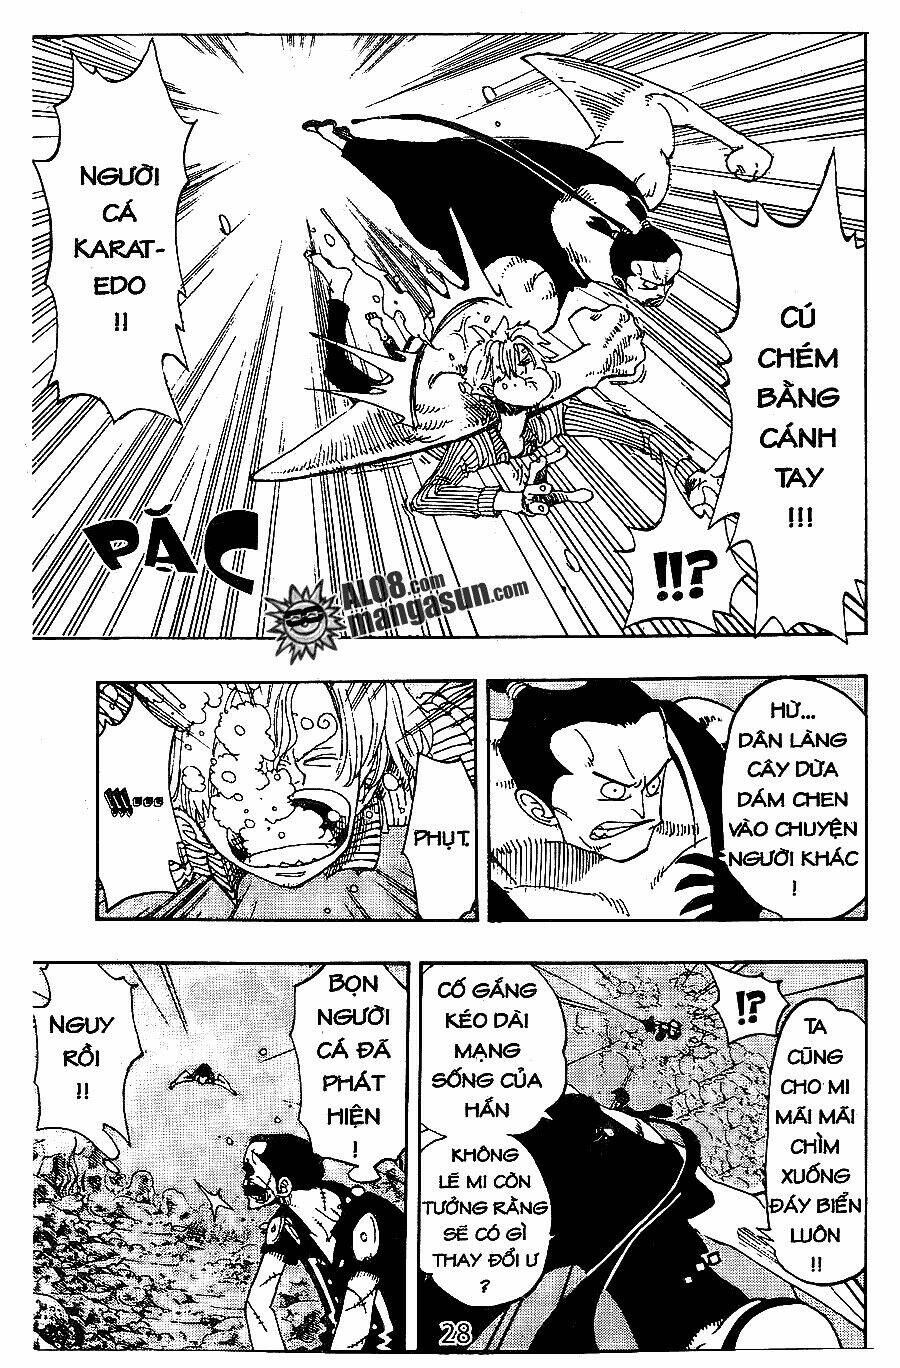 NGƯỜI
CÁ
KARAT-
EDO
!!
CÚ
CHÉM
BẰNG
CÁNH
TAY
!!!
!!?
PẶC
AL08.com
mangasun.com
HỪ...
DÂN LÀNG
CÂY DỪA
DÁM CHEN
VÀO CHUYỆN
NGƯỜI KHÁC
!
PHỤT.
!!!...
BỌN
NGƯỜI
CÁ ĐÃ
PHÁT
HIỆN
!
NGUY
RỒI
!!
!?
TA
CŨNG
CHO MI
MÃI MÃI
CHÌM
XUỐNG
ĐÁY BIỂN
LUÔN
!!
CỐ GẮNG
KÉO DÀI
MẠNG
SỐNG CỦA
HẮN
KHÔNG
LẼ MI CÒN
TƯỞNG RẰNG
SẼ CÓ GÌ
THAY ĐỔI Ư
?
28